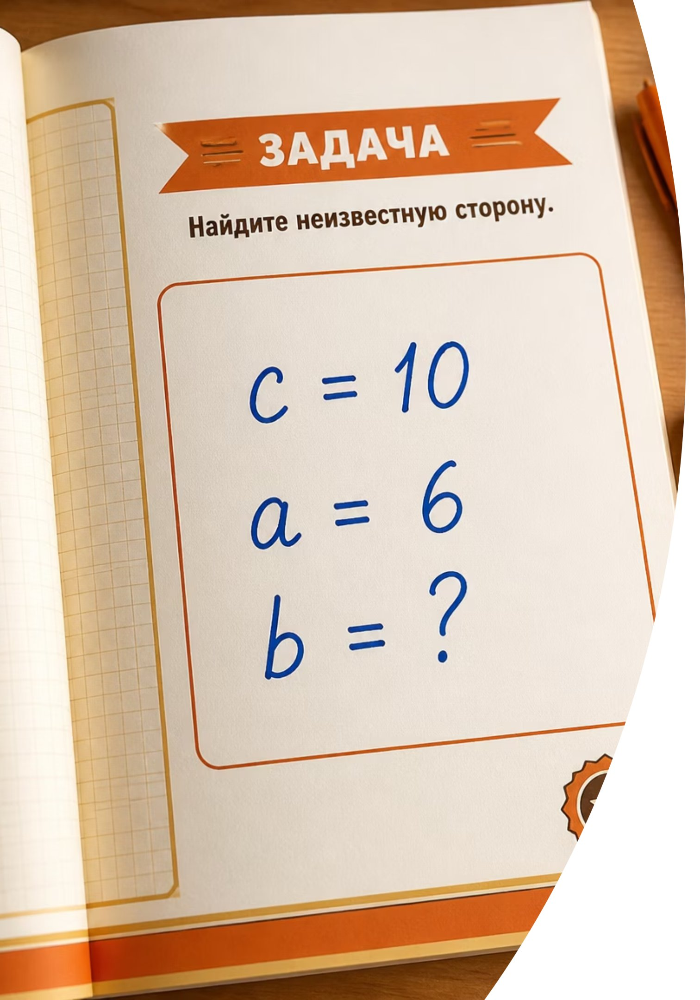 ЗАДАЧА
Найдите неизвестную сторону.
c = 10
a = 6
b = ?